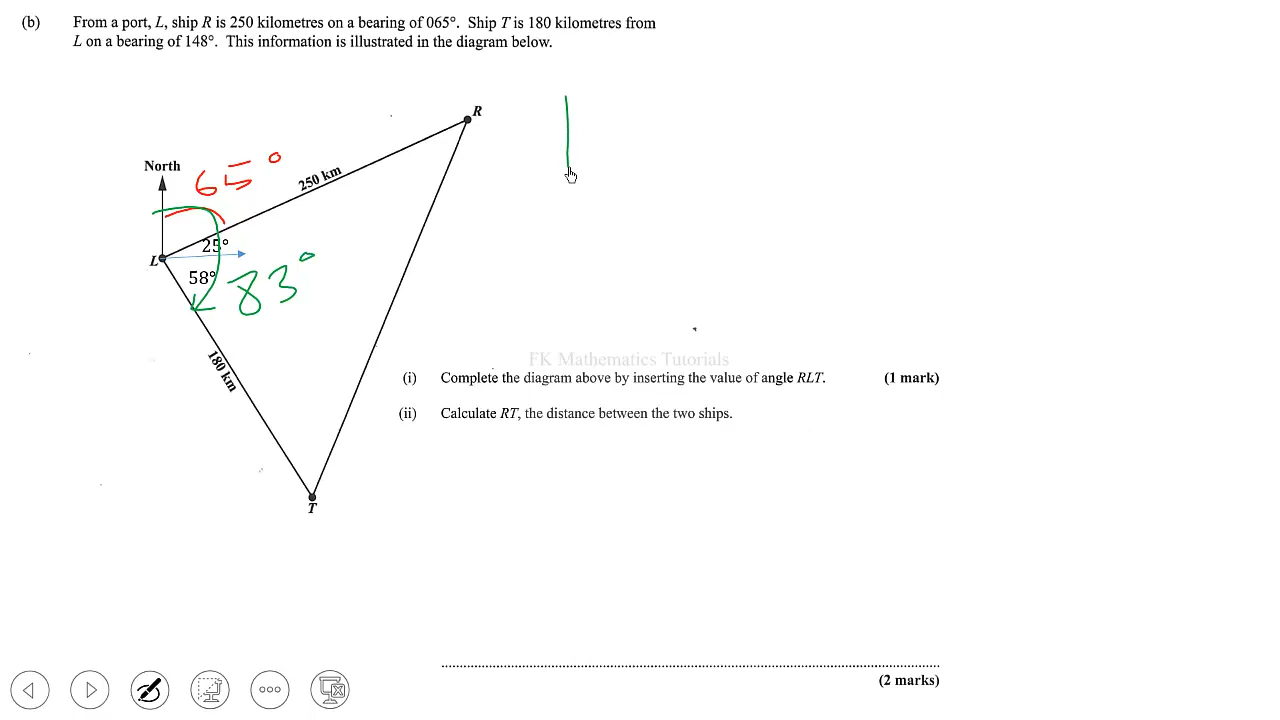 (b) From a port, L, ship R is 250 kilometres on a bearing of 065°. Ship T is 180 kilometres from
L on a bearing of 148°. This information is illustrated in the diagram below.
R
North
65°
250 km
25°
L
58°
83°
180 km
FK Mathematics Tutorials
(i) Complete the diagram above by inserting the value of angle RLT. (1 mark)
(ii) Calculate RT, the distance between the two ships.
T
(2 marks)